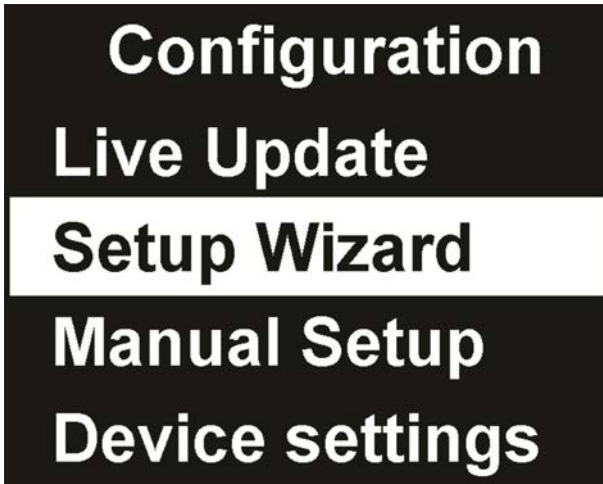 Configuration
Live Update
Setup Wizard
Manual Setup
Device settings